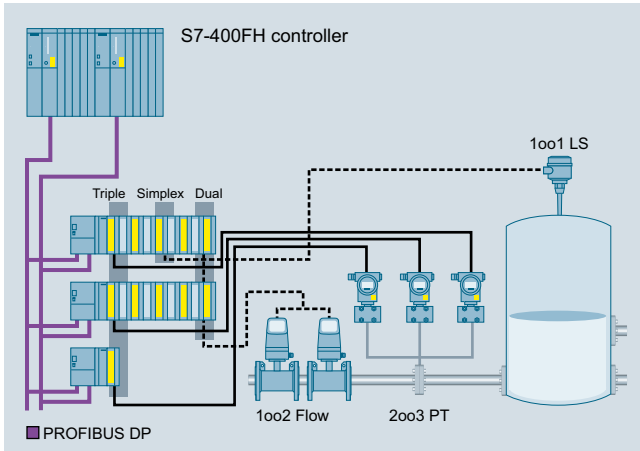 S7-400FH controller
1oo1 LS
Triple Simplex Dual
1oo2 Flow
2oo3 PT
PROFIBUS DP